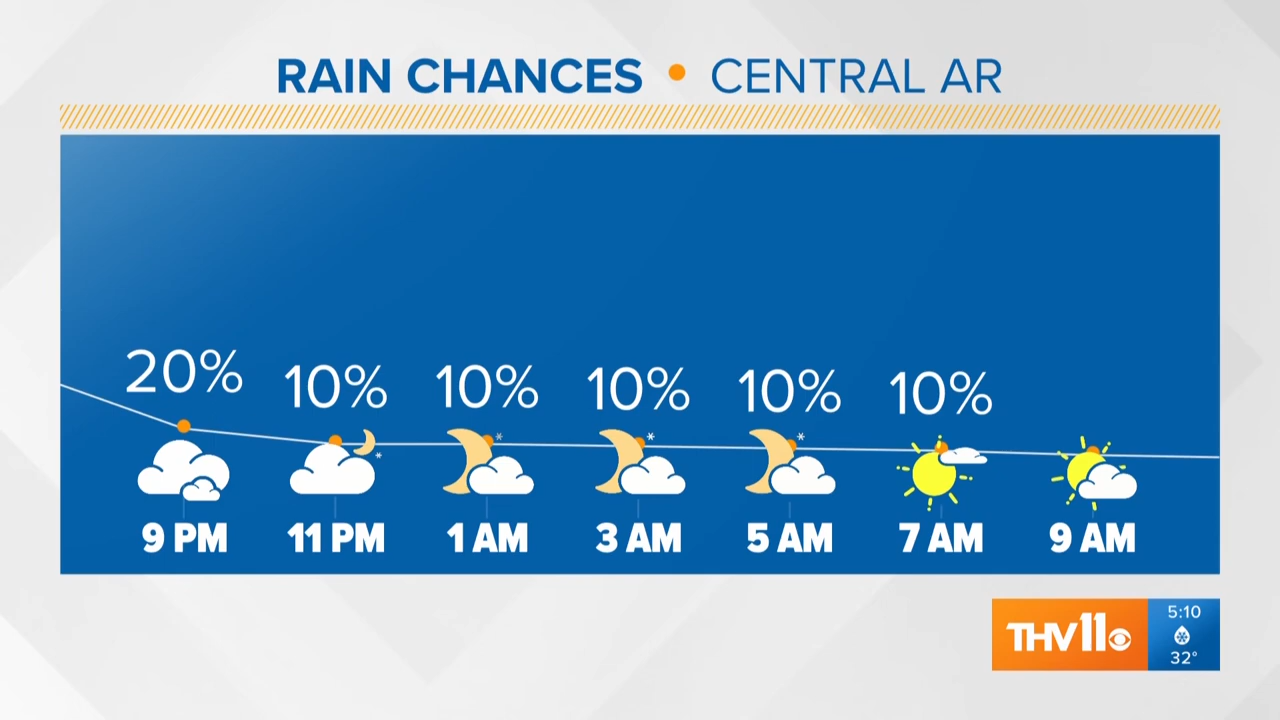 RAIN CHANCES • CENTRAL AR
20% 10% 10% 10% 10% 10%
9 PM 11 PM 1 AM 3 AM 5 AM 7 AM 9 AM
THV11
5:10
32°